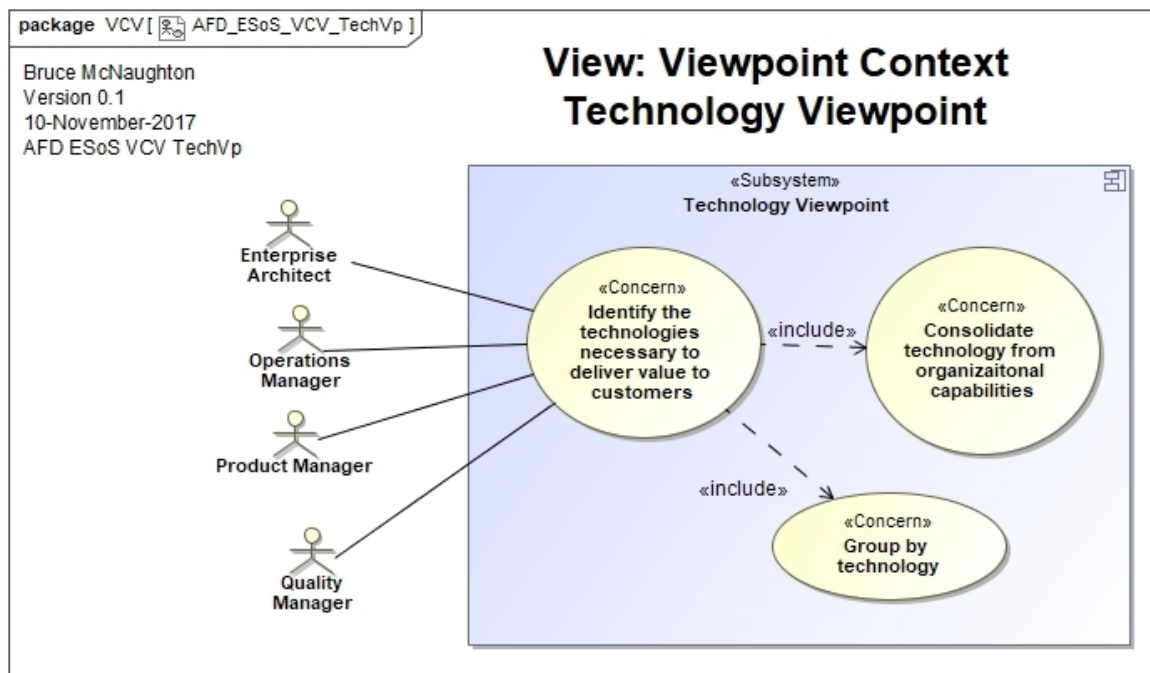 package VCV [ AFD_ESoS_VCV_TechVp ]
Bruce McNaughton
Version 0.1
10-November-2017
AFD ESoS VCV TechVp
View: Viewpoint Context
Technology Viewpoint
«Subsystem»
Technology Viewpoint
Enterprise
Architect
Operations
Manager
Product Manager
Quality
Manager
«Concern»
Identify the
technologies
necessary to
deliver value to
customers
«include»
«Concern»
Consolidate
technology from
organizaitonal
capabilities
«include»
«Concern»
Group by
technology